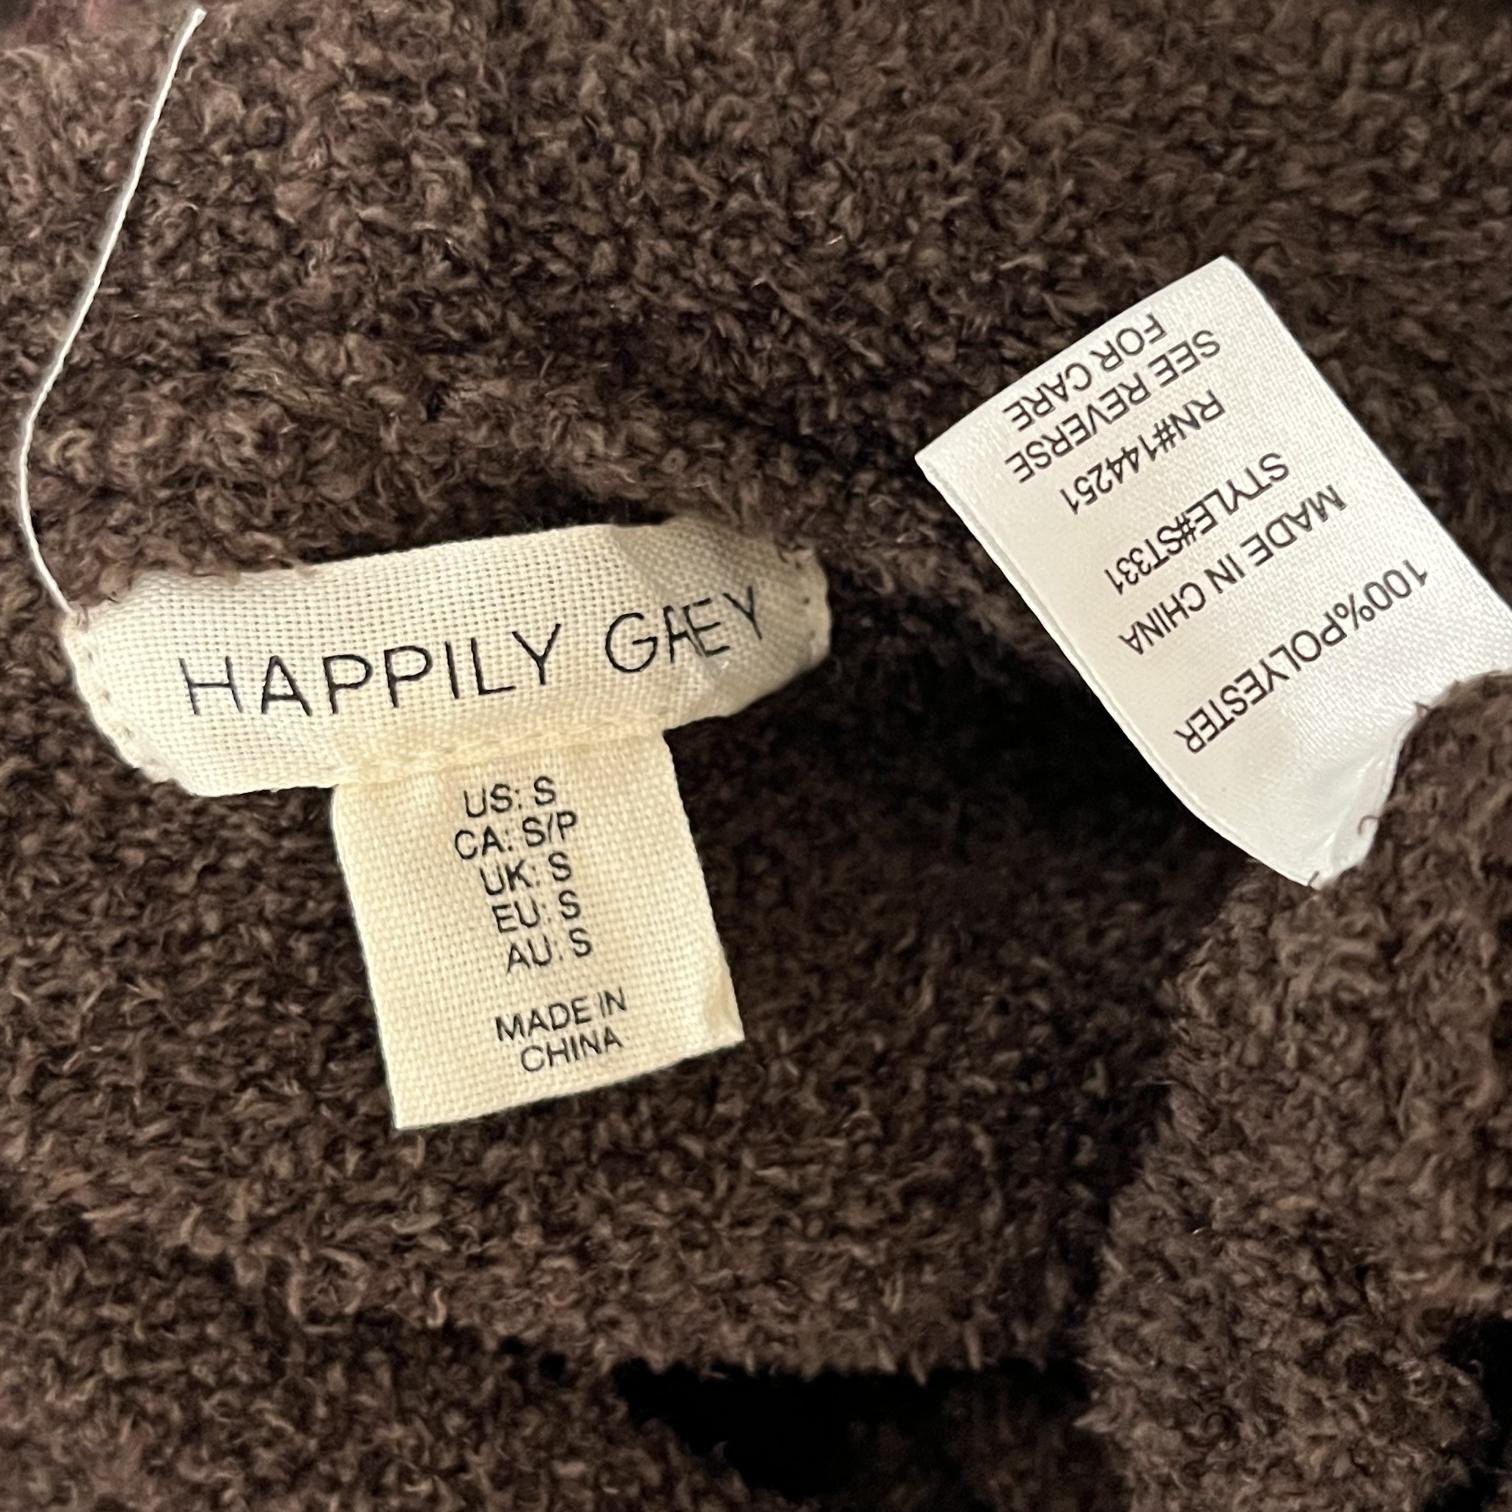 HAPPILY GREY
US: S
CA: S/P
UK: S
EU: S
AU: S
MADE IN
CHINA
100%POLYESTER
MADE IN CHINA
STYLE#ST331
RN#144251
SEE REVERSE
FOR CARE